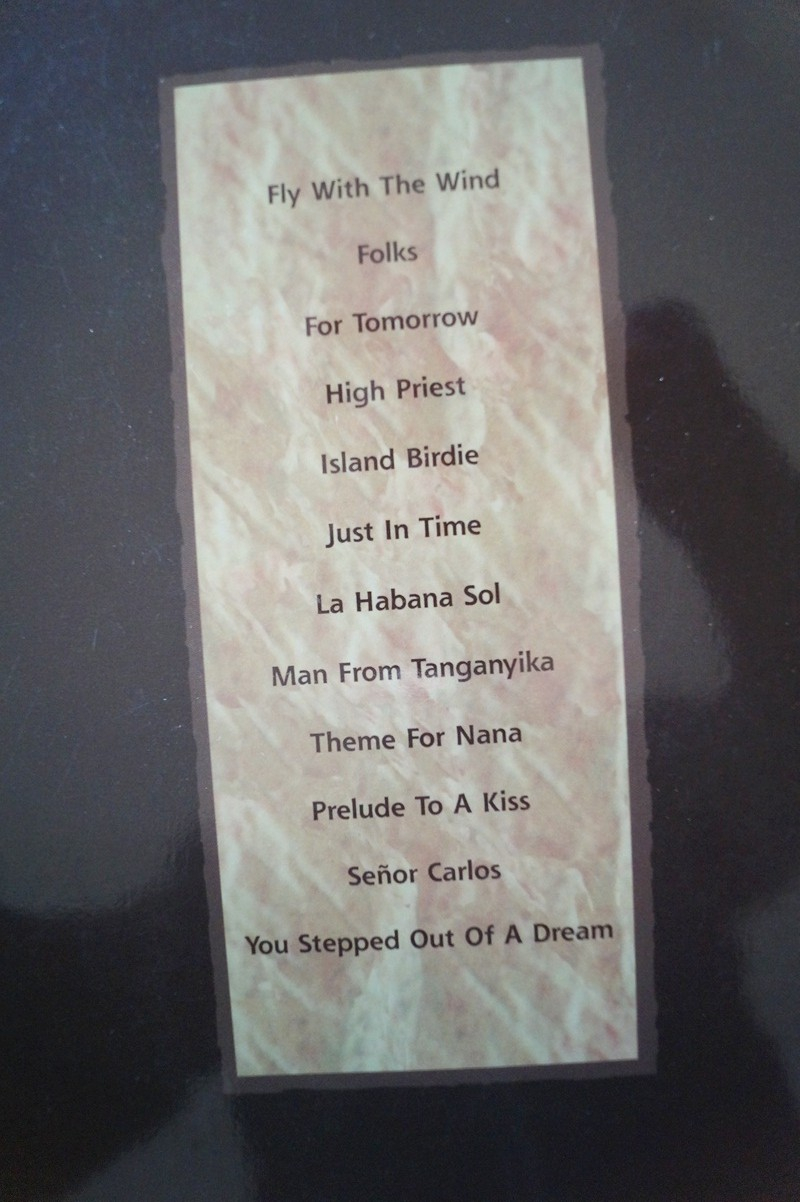 Fly With The Wind
Folks
For Tomorrow
High Priest
Island Birdie
Just In Time
La Habana Sol
Man From Tanganyika
Theme For Nana
Prelude To A Kiss
Señor Carlos
You Stepped Out Of A Dream